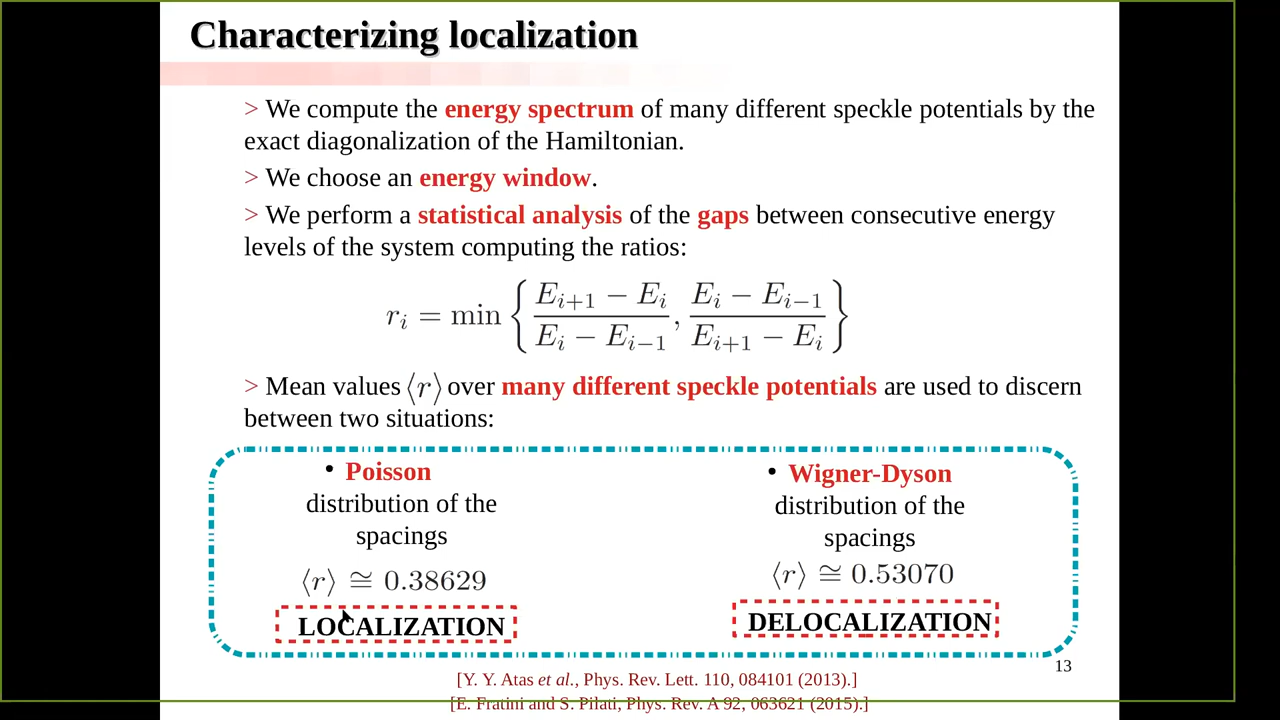 Characterizing localization
> We compute the energy spectrum of many different speckle potentials by the
exact diagonalization of the Hamiltonian.
> We choose an energy window.
> We perform a statistical analysis of the gaps between consecutive energy
levels of the system computing the ratios:
r_i = min { \frac{E_{i+1} − E_i}{E_i − E_{i−1}}, \frac{E_i − E_{i−1}}{E_{i+1} − E_i} }
> Mean values ⟨r⟩ over many different speckle potentials are used to discern
between two situations:
• Poisson
distribution of the
spacings
⟨r⟩ ≅ 0.38629
LOCALIZATION
• Wigner-Dyson
distribution of the
spacings
⟨r⟩ ≅ 0.53070
DELOCALIZATION
13
[Y. Y. Atas et al., Phys. Rev. Lett. 110, 084101 (2013).]
[E. Fratini and S. Pilati, Phys. Rev. A 92, 063621 (2015).]